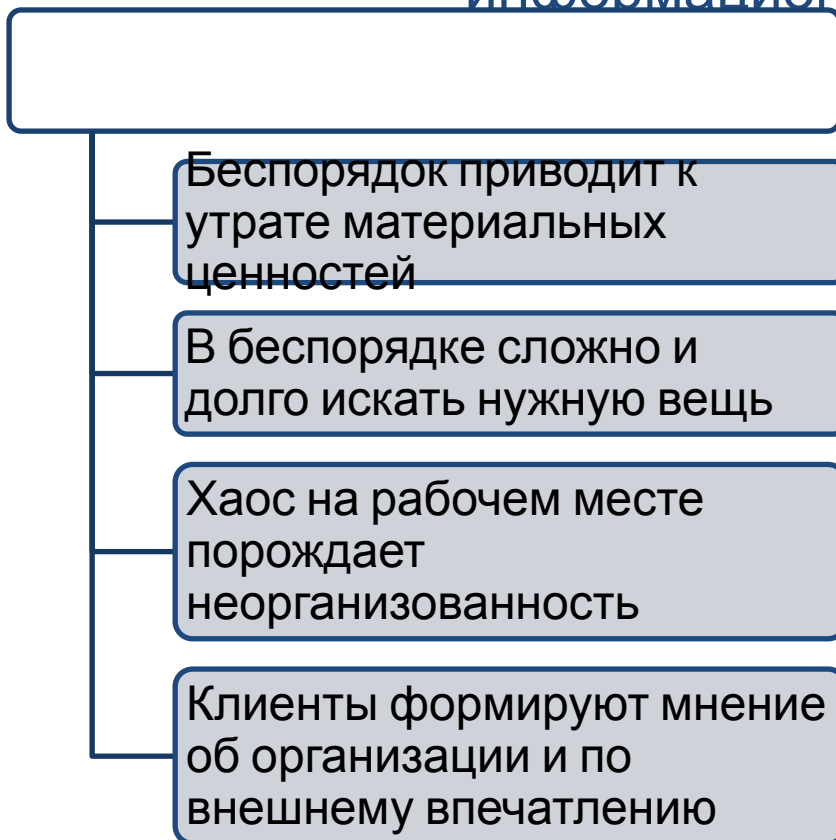 Беспорядок приводит к
утрате материальных
ценностей
В беспорядке сложно и
долго искать нужную вещь
Хаос на рабочем месте
порождает
неорганизованность
Клиенты формируют мнение
об организации и по
внешнему впечатлению